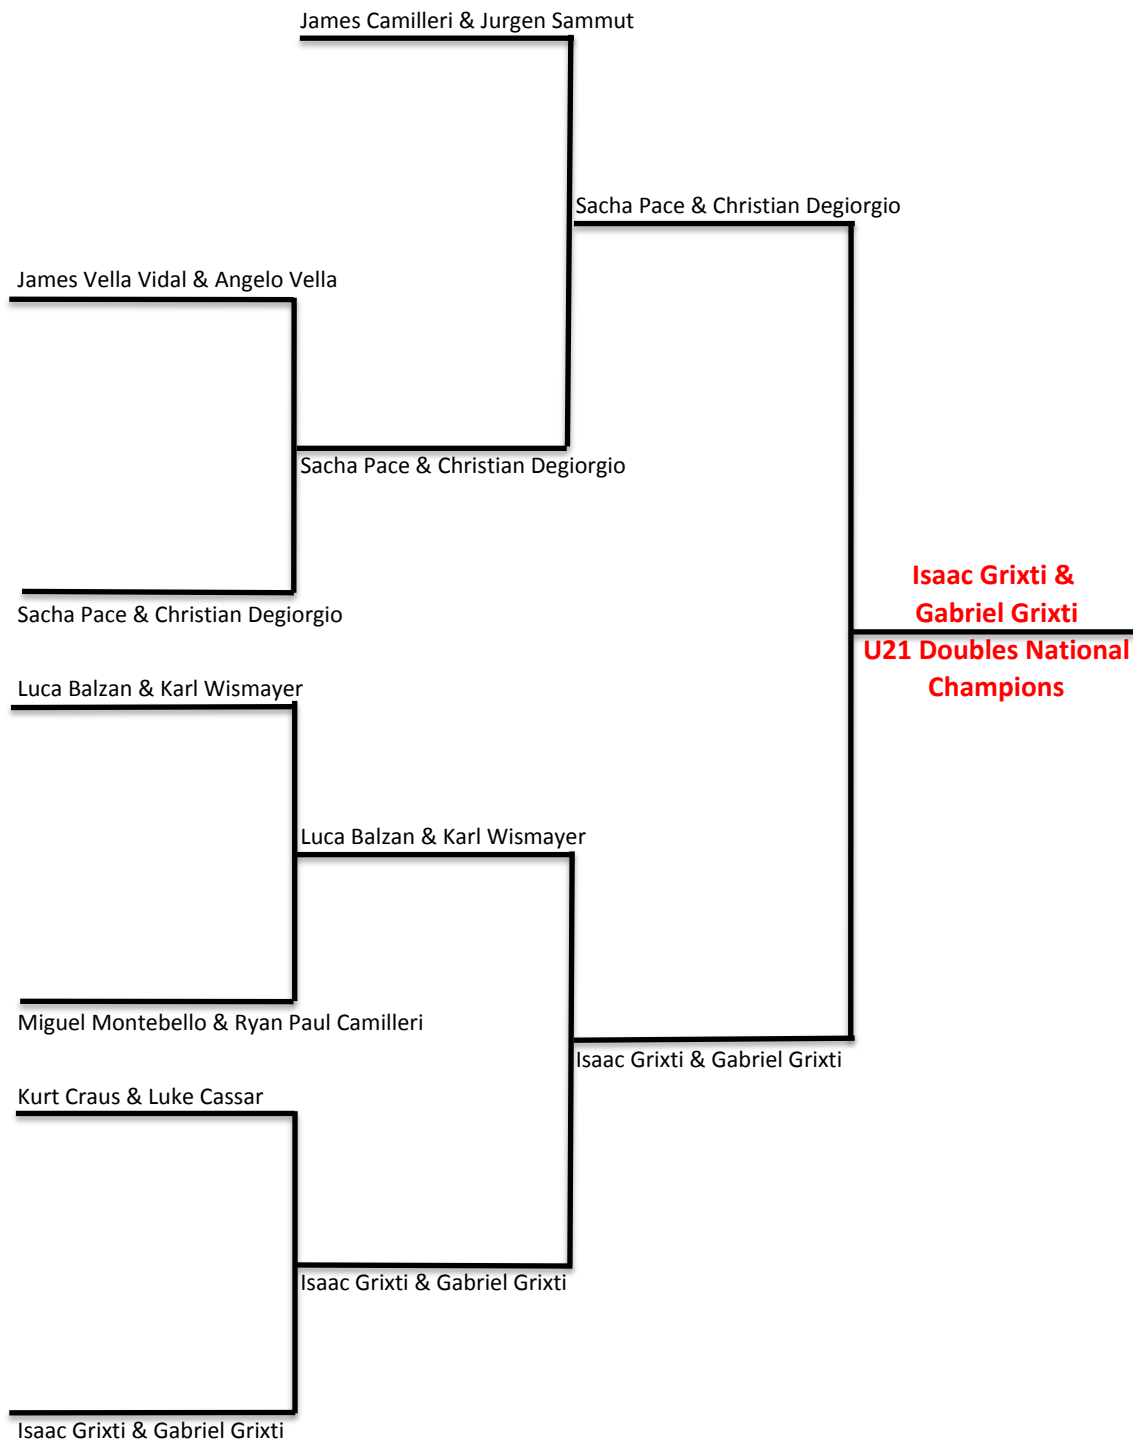 James Camilleri & Jurgen Sammut
Sacha Pace & Christian Degiorgio
James Vella Vidal & Angelo Vella
Sacha Pace & Christian Degiorgio
Isaac Grixti &
Gabriel Grixti
U21 Doubles National
Champions
Sacha Pace & Christian Degiorgio
Luca Balzan & Karl Wismayer
Luca Balzan & Karl Wismayer
Miguel Montebello & Ryan Paul Camilleri
Isaac Grixti & Gabriel Grixti
Kurt Craus & Luke Cassar
Isaac Grixti & Gabriel Grixti
Isaac Grixti & Gabriel Grixti